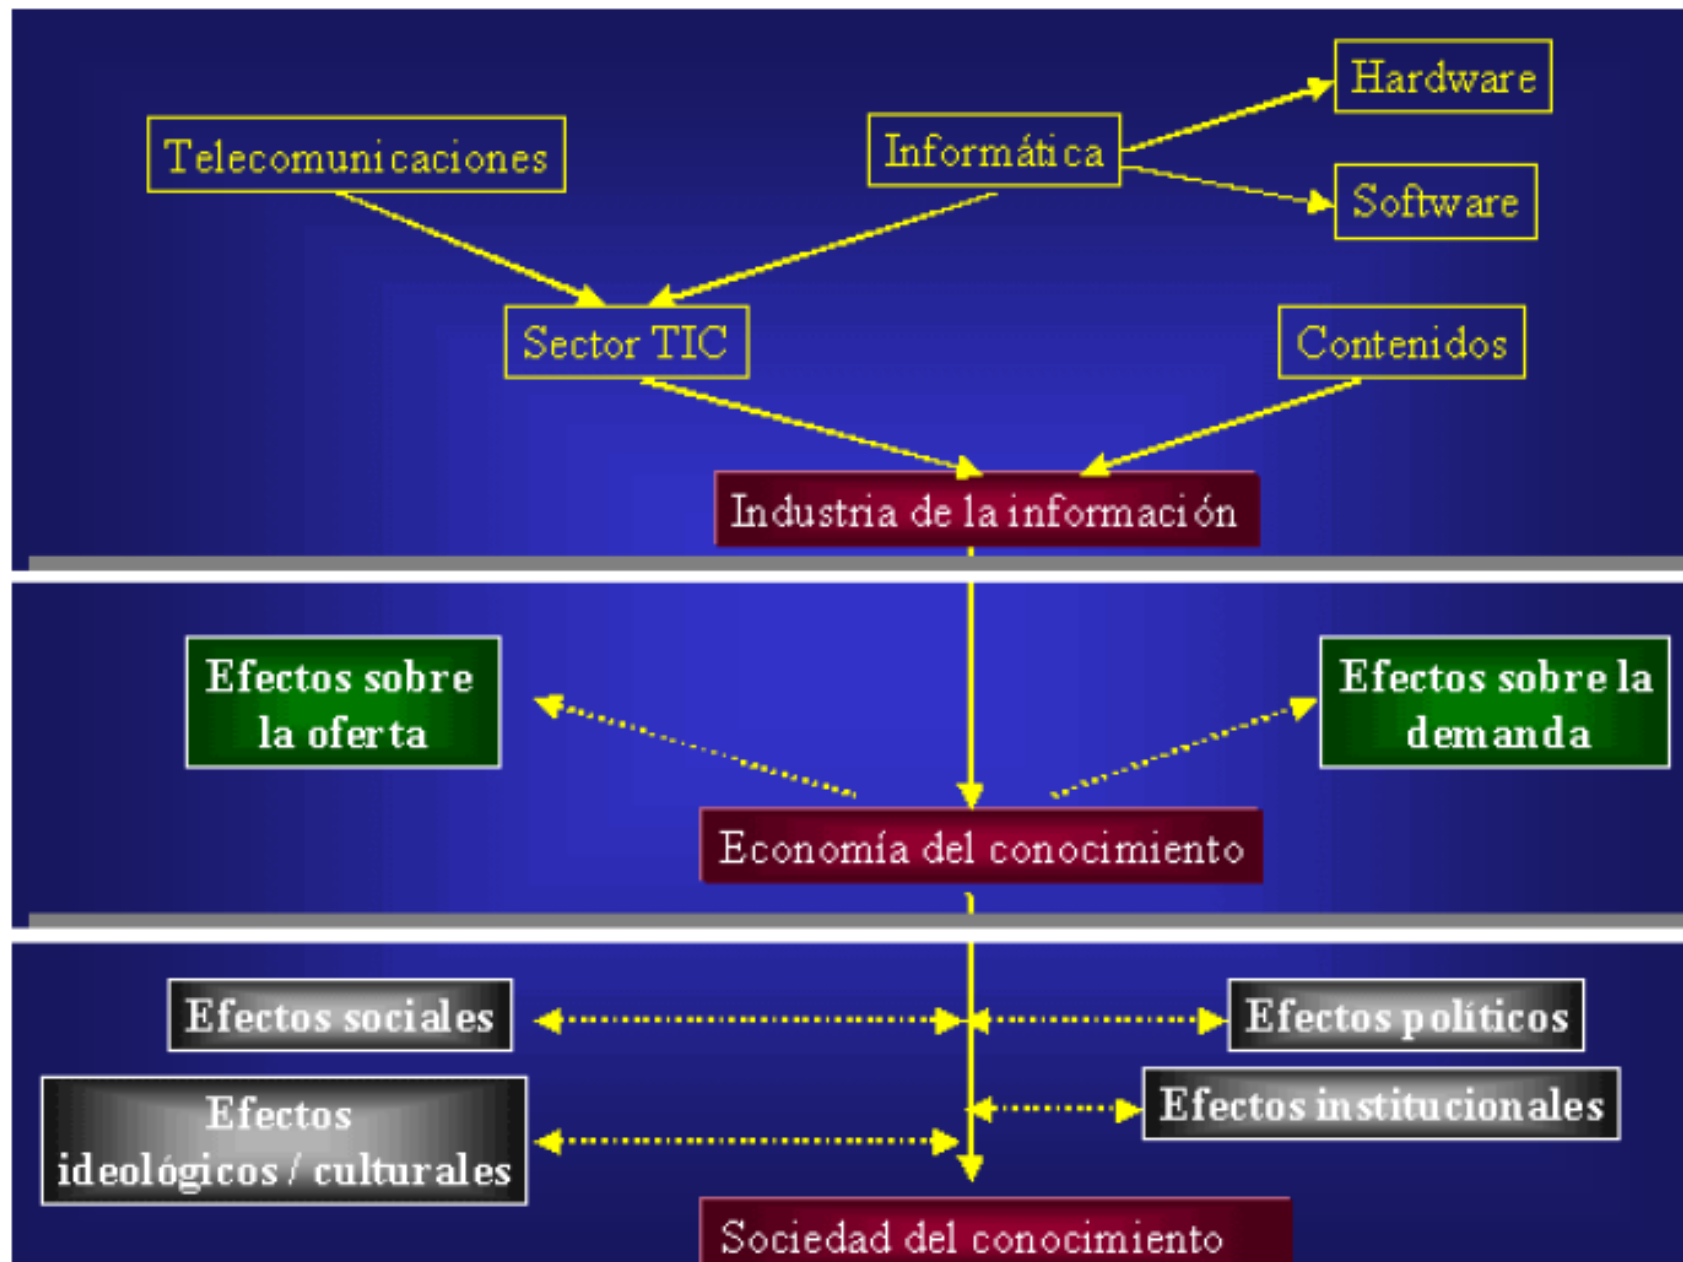 Hardware
Telecomunicaciones
Informática
Software
Sector TIC
Contenidos
Industria de la información
Efectos sobre
la oferta
Efectos sobre la
demanda
Economía del conocimiento
Efectos sociales
Efectos políticos
Efectos
ideológicos / culturales
Efectos institucionales
Sociedad del conocimiento